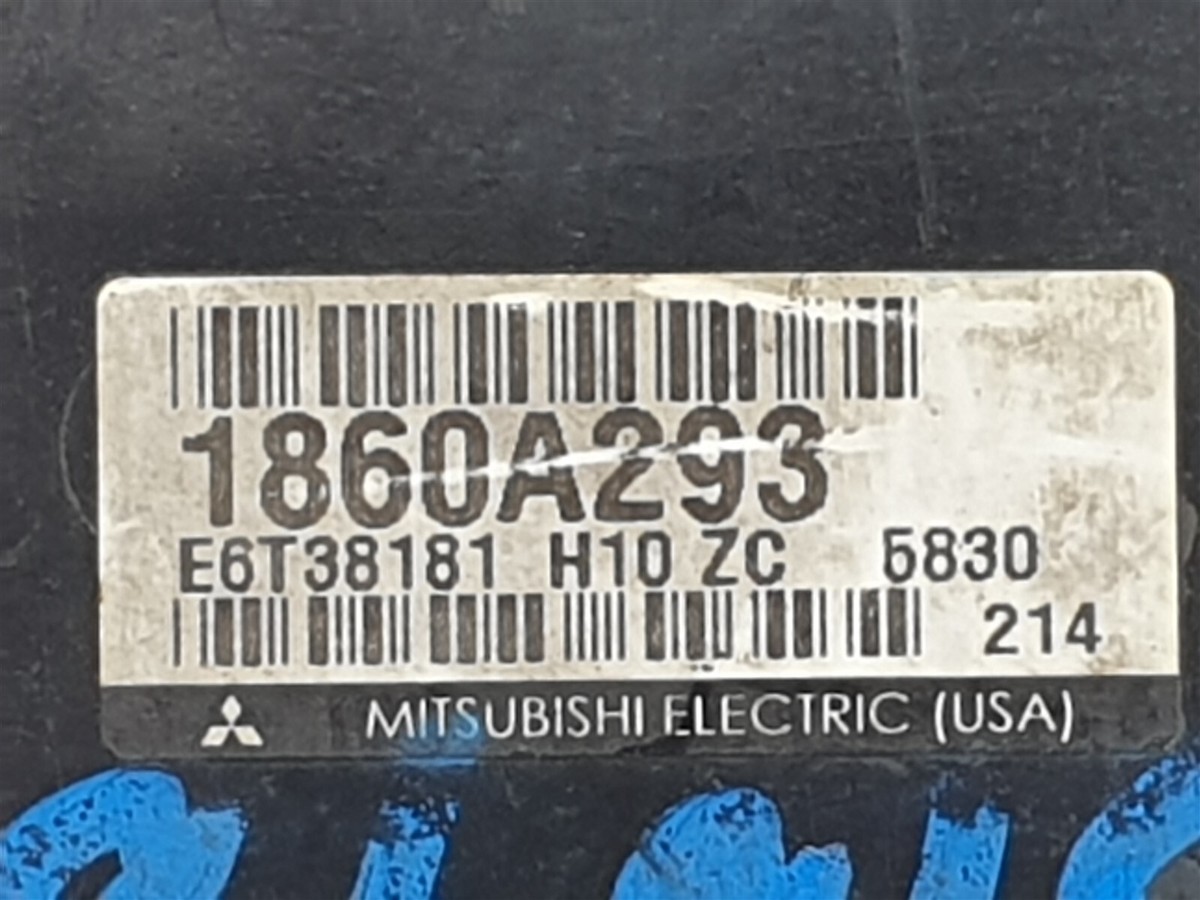 1860A293
E6T38181 H10 ZC 5830
214
MITSUBISHI ELECTRIC (USA)